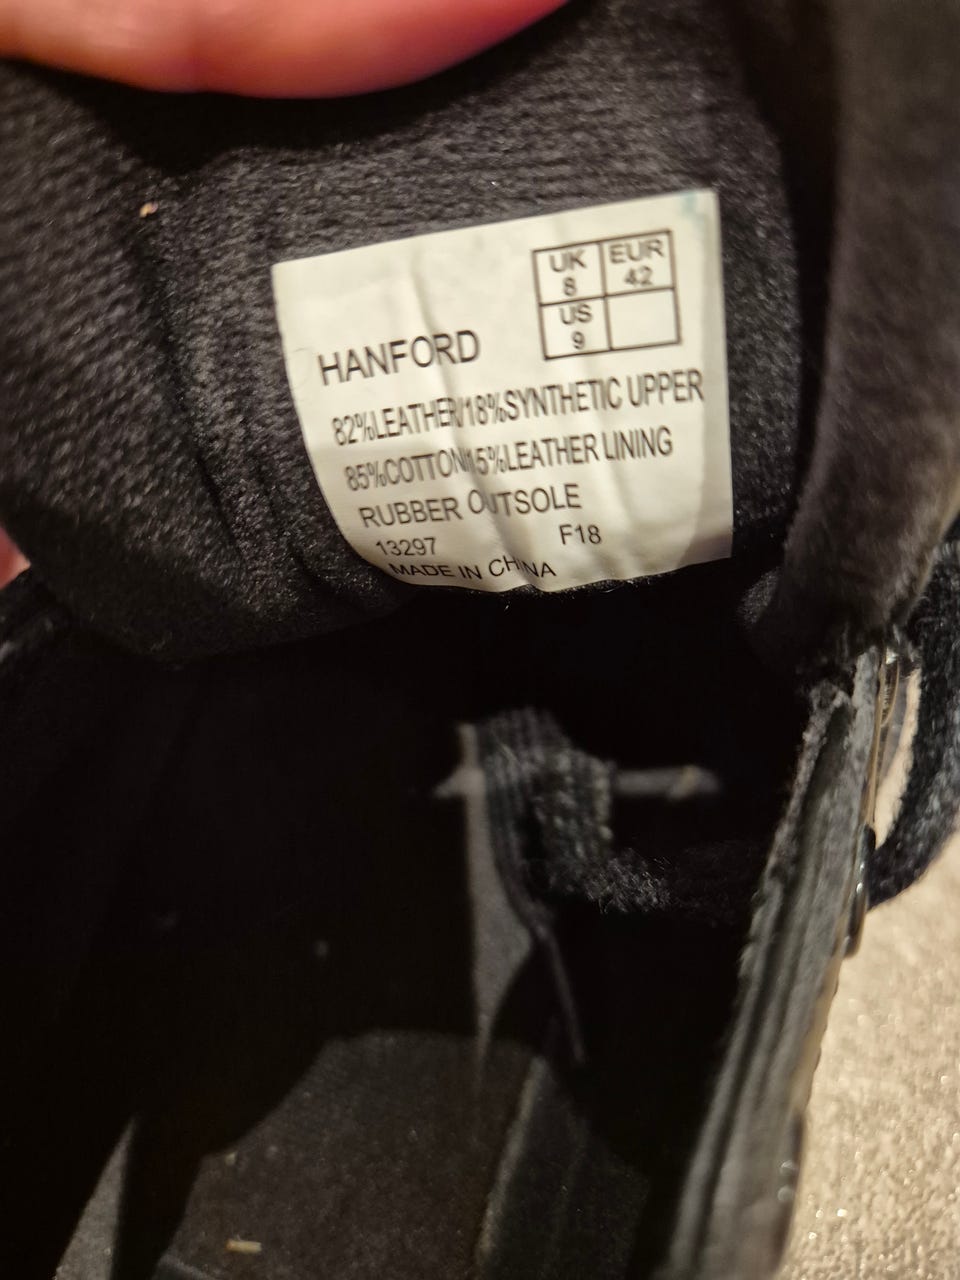 UK 8 EUR 42
US 9
HANFORD
82%LEATHER/18%SYNTHETIC UPPER
85%COTTON/15%LEATHER LINING
RUBBER OUTSOLE
13297 F18
MADE IN CHINA